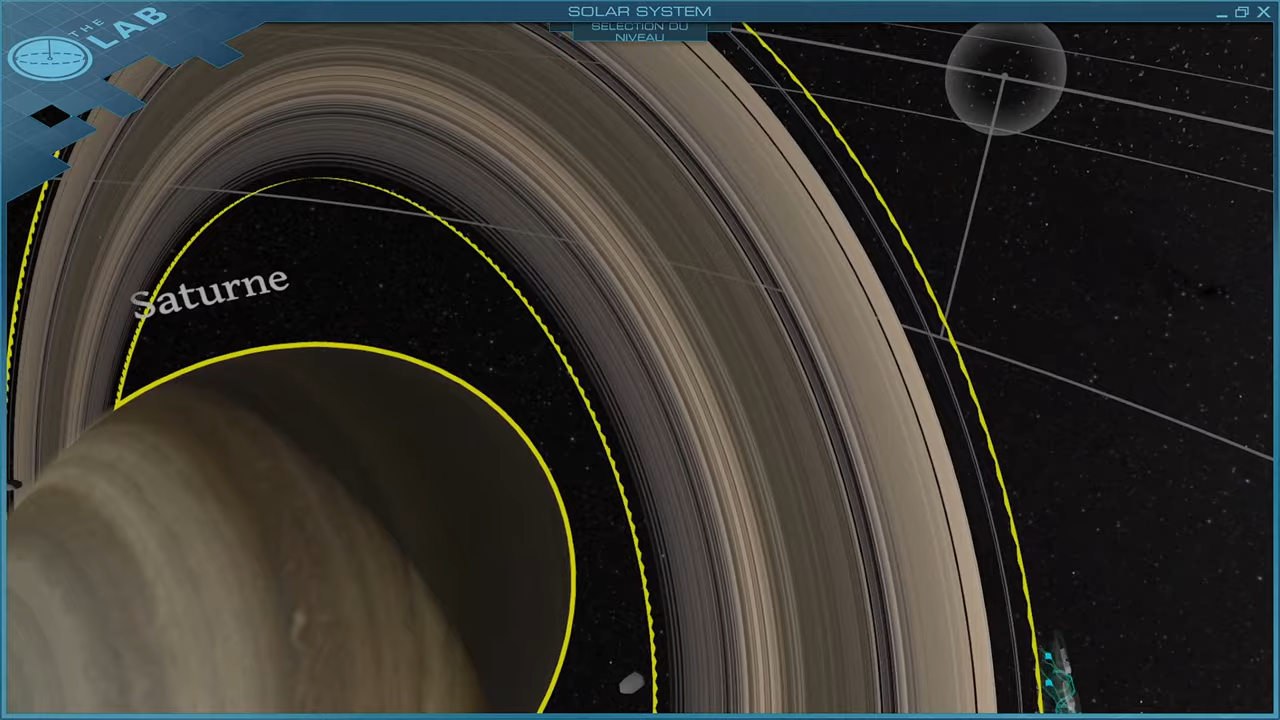 THE
LAB
SOLAR SYSTEM
SÉLECTION DU
NIVEAU
Saturne